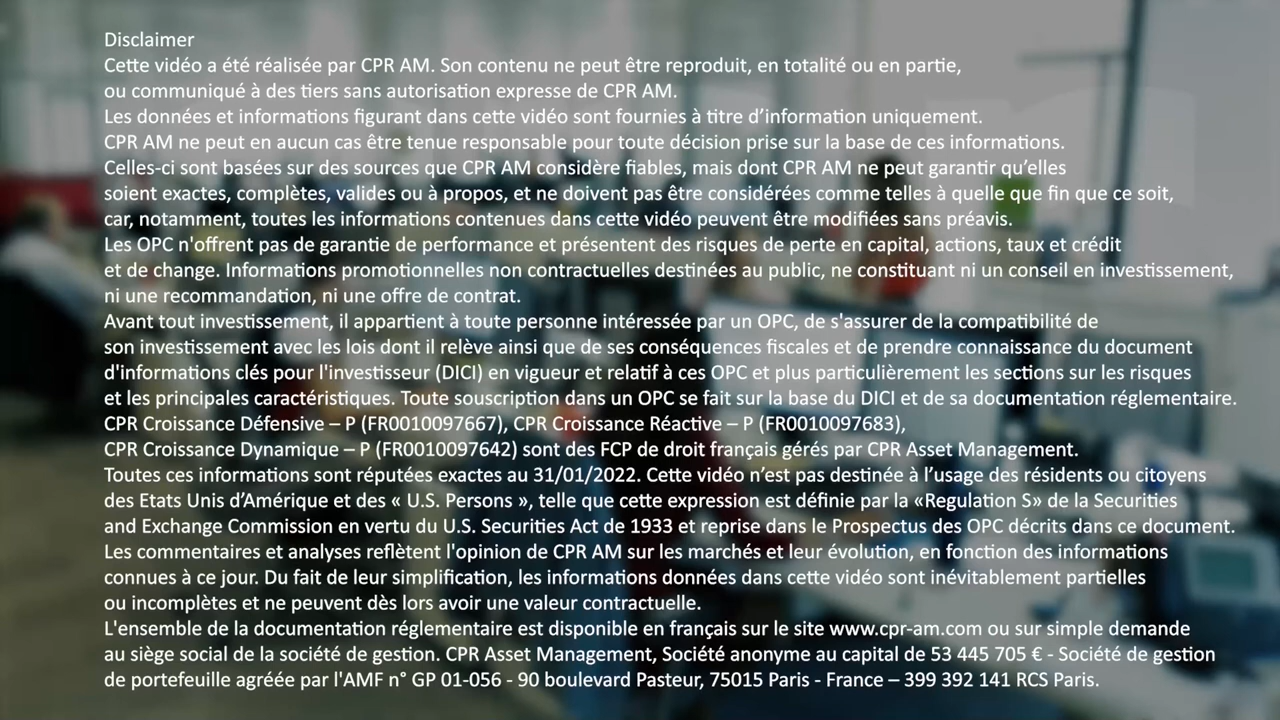 Disclaimer
Cette vidéo a été réalisée par CPR AM. Son contenu ne peut être reproduit, en totalité ou en partie,
ou communiqué à des tiers sans autorisation expresse de CPR AM.
Les données et informations figurant dans cette vidéo sont fournies à titre d’information uniquement.
CPR AM ne peut en aucun cas être tenue responsable pour toute décision prise sur la base de ces informations.
Celles-ci sont basées sur des sources que CPR AM considère fiables, mais dont CPR AM ne peut garantir qu’elles
soient exactes, complètes, valides ou à propos, et ne doivent pas être considérées comme telles à quelle que fin que ce soit,
car, notamment, toutes les informations contenues dans cette vidéo peuvent être modifiées sans préavis.
Les OPC n'offrent pas de garantie de performance et présentent des risques de perte en capital, actions, taux et crédit
et de change. Informations promotionnelles non contractuelles destinées au public, ne constituant ni un conseil en investissement,
ni une recommandation, ni une offre de contrat.
Avant tout investissement, il appartient à toute personne intéressée par un OPC, de s'assurer de la compatibilité de
son investissement avec les lois dont il relève ainsi que de ses conséquences fiscales et de prendre connaissance du document
d'informations clés pour l'investisseur (DICI) en vigueur et relatif à ces OPC et plus particulièrement les sections sur les risques
et les principales caractéristiques. Toute souscription dans un OPC se fait sur la base du DICI et de sa documentation réglementaire.
CPR Croissance Défensive – P (FR0010097667), CPR Croissance Réactive – P (FR0010097683),
CPR Croissance Dynamique – P (FR0010097642) sont des FCP de droit français gérés par CPR Asset Management.
Toutes ces informations sont réputées exactes au 31/01/2022. Cette vidéo n’est pas destinée à l’usage des résidents ou citoyens
des Etats Unis d’Amérique et des « U.S. Persons », telle que cette expression est définie par la «Regulation S» de la Securities
and Exchange Commission en vertu du U.S. Securities Act de 1933 et reprise dans le Prospectus des OPC décrits dans ce document.
Les commentaires et analyses reflètent l'opinion de CPR AM sur les marchés et leur évolution, en fonction des informations
connues à ce jour. Du fait de leur simplification, les informations données dans cette vidéo sont inévitablement partielles
ou incomplètes et ne peuvent dès lors avoir une valeur contractuelle.
L'ensemble de la documentation réglementaire est disponible en français sur le site www.cpr-am.com ou sur simple demande
au siège social de la société de gestion. CPR Asset Management, Société anonyme au capital de 53 445 705 € - Société de gestion
de portefeuille agréée par l'AMF n° GP 01-056 - 90 boulevard Pasteur, 75015 Paris - France – 399 392 141 RCS Paris.